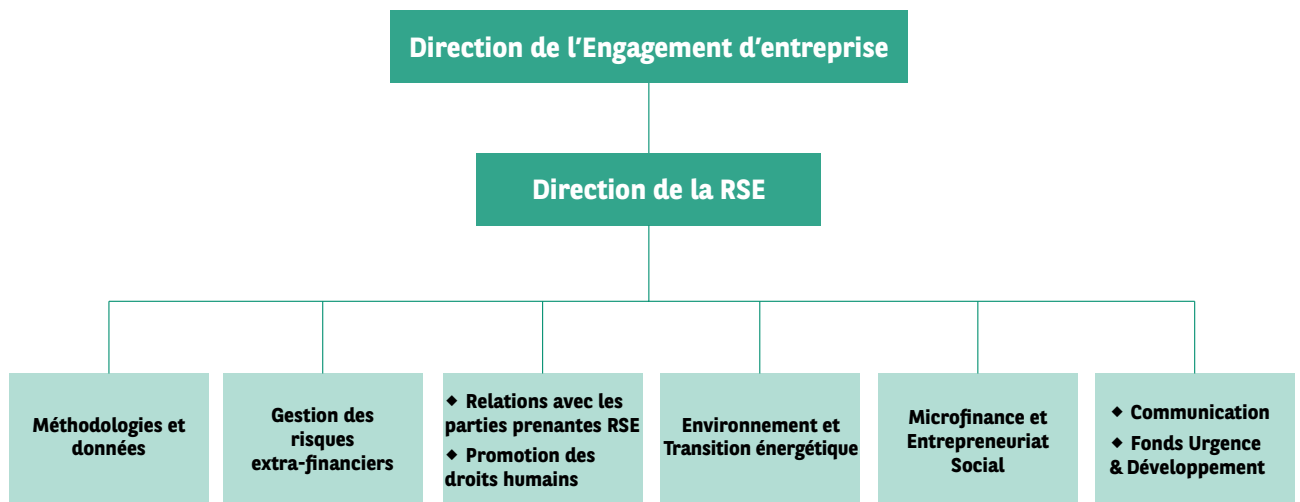 Direction de l’Engagement d’entreprise
Direction de la RSE
Méthodologies et
données
Gestion des
risques
extra-financiers
◆ Relations avec les
parties prenantes RSE
◆ Promotion des
droits humains
Environnement et
Transition énergétique
Microfinance et
Entrepreneuriat
Social
◆ Communication
◆ Fonds Urgence
& Développement